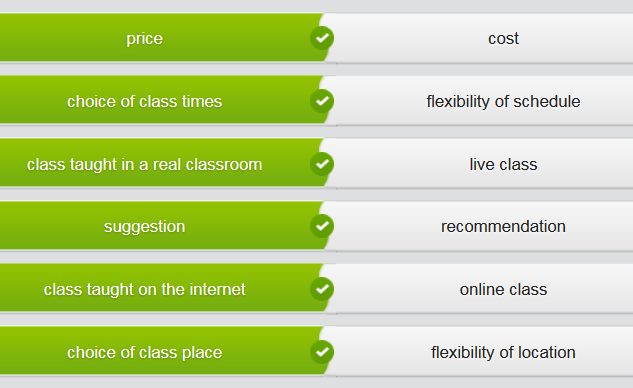 price cost
choice of class times flexibility of schedule
class taught in a real classroom live class
suggestion recommendation
class taught on the internet online class
choice of class place flexibility of location